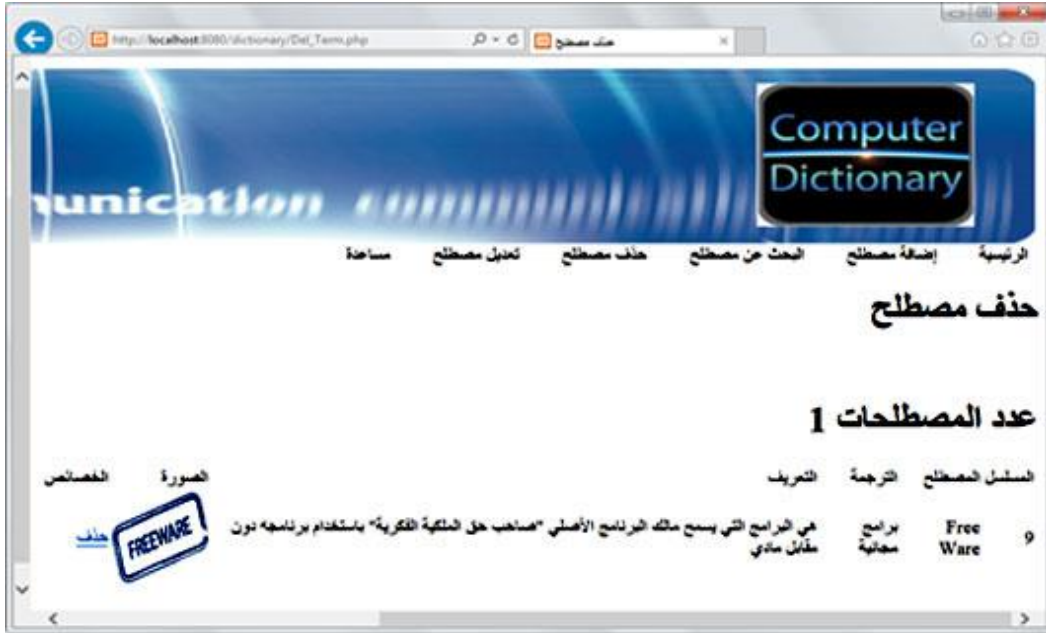 http://localhost:8080/dictionary/Del_Term.php
حذف مصطلح
Computer
Dictionary
munication comm
الرئيسية إضافة مصطلح البحث عن مصطلح حذف مصطلح تعديل مصطلح مساعدة
حذف مصطلح
عدد المصطلحات 1
المسلسل المصطلح الترجمة التعريف الصورة الخصائص
9 Free برامج هي البرامج التي يسمح مالك البرنامج الأصلي "صاحب حق الملكية الفكرية" باستخدام برنامجه دون FREEWARE حذف
Ware مجانية مقابل مادي